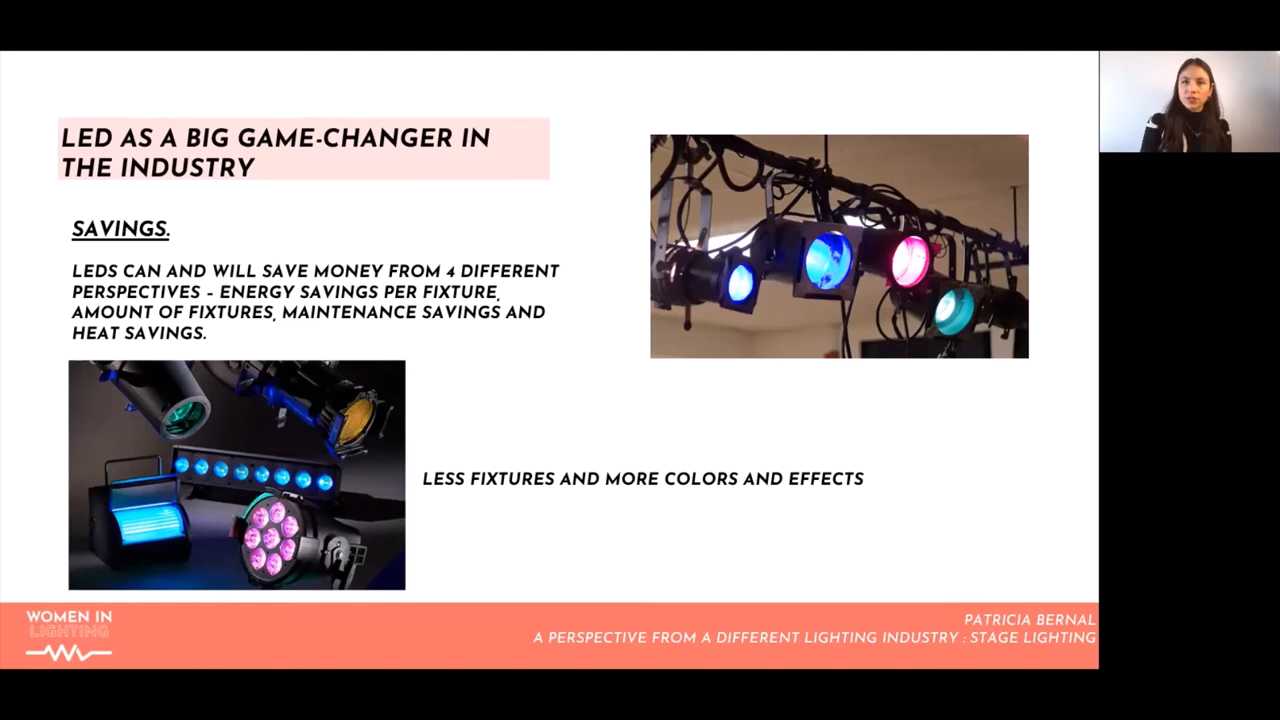 LED AS A BIG GAME-CHANGER IN
THE INDUSTRY
SAVINGS.
LEDS CAN AND WILL SAVE MONEY FROM 4 DIFFERENT
PERSPECTIVES – ENERGY SAVINGS PER FIXTURE,
AMOUNT OF FIXTURES, MAINTENANCE SAVINGS AND
HEAT SAVINGS.
LESS FIXTURES AND MORE COLORS AND EFFECTS
WOMEN IN
LIGHTING
PATRICIA BERNAL
A PERSPECTIVE FROM A DIFFERENT LIGHTING INDUSTRY : STAGE LIGHTING